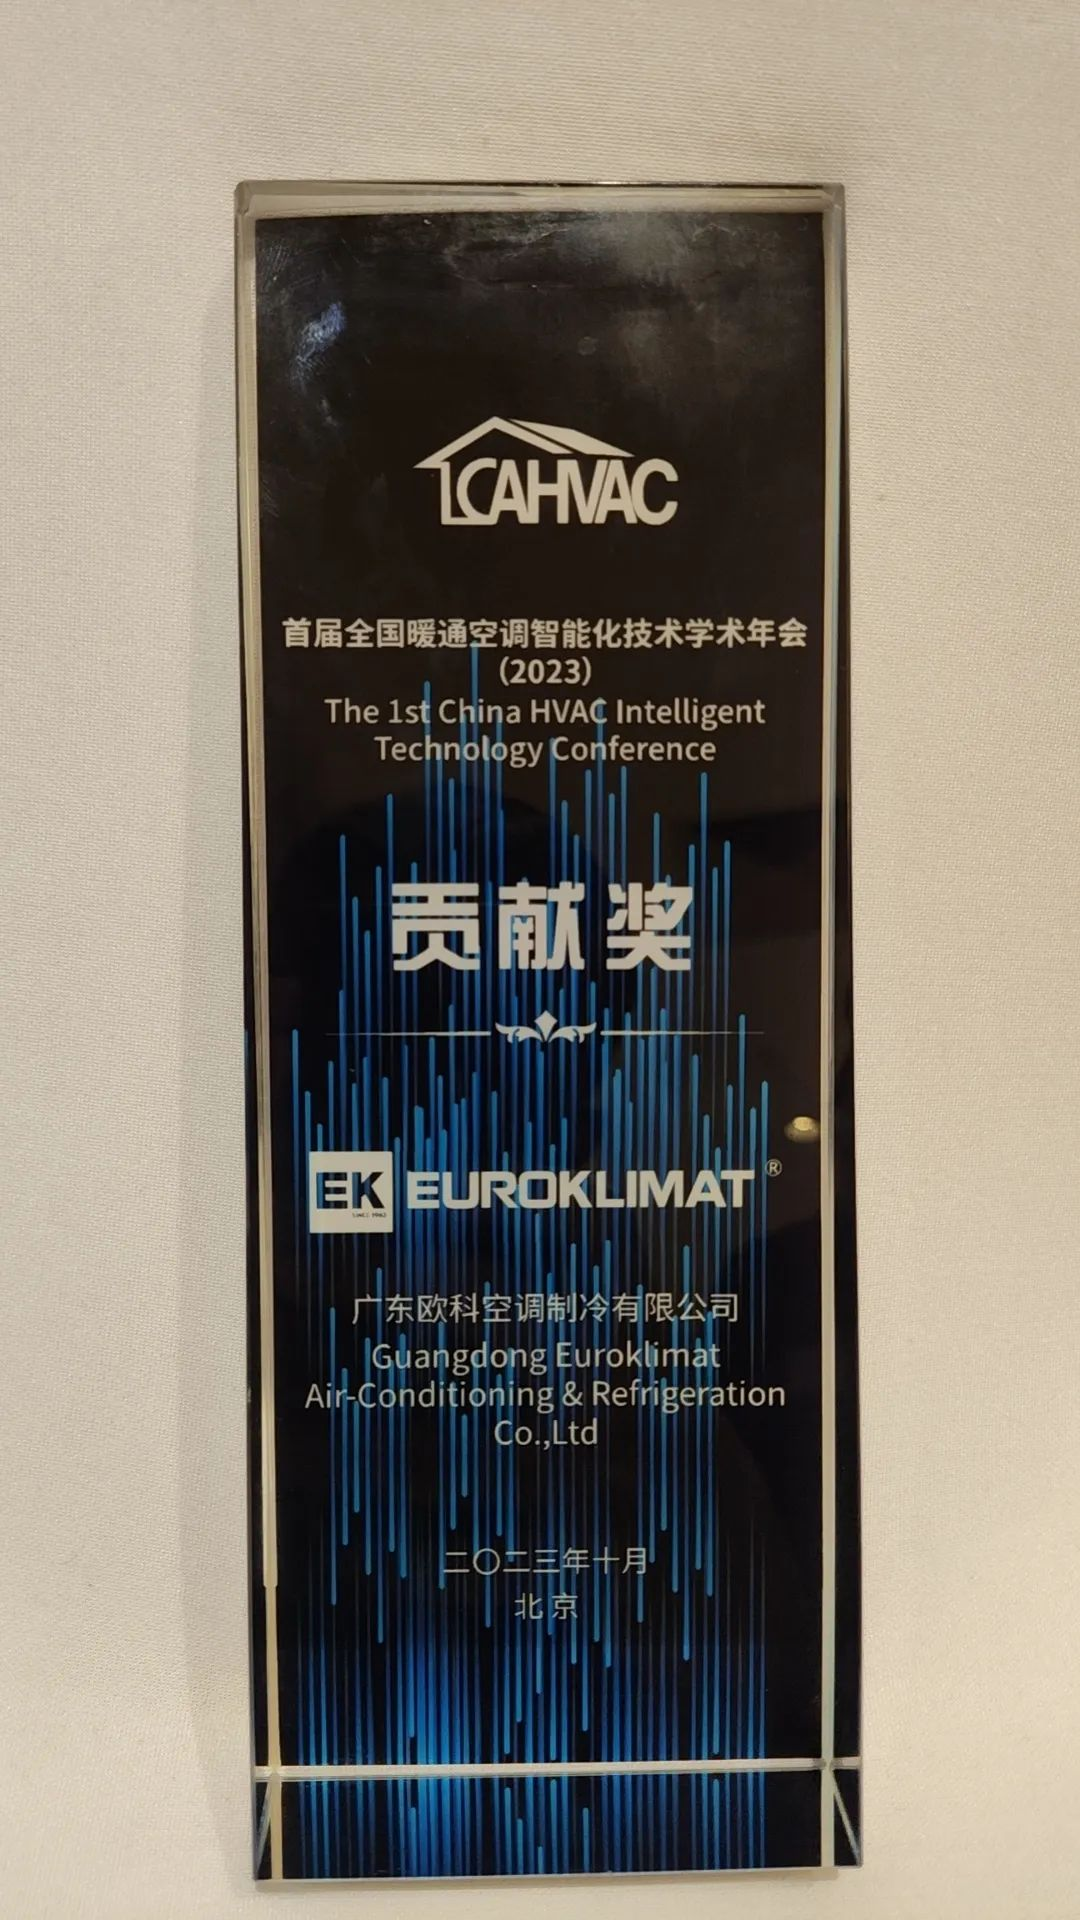 CAHVAC
首届全国暖通空调智能化技术学术年会
(2023)
The 1st China HVAC Intelligent
Technology Conference
贡献奖
EK EUROKLIMAT®
SINCE 1963
广东欧科空调制冷有限公司
Guangdong Euroklimat
Air-Conditioning & Refrigeration
Co.,Ltd
二〇二三年十月
北京